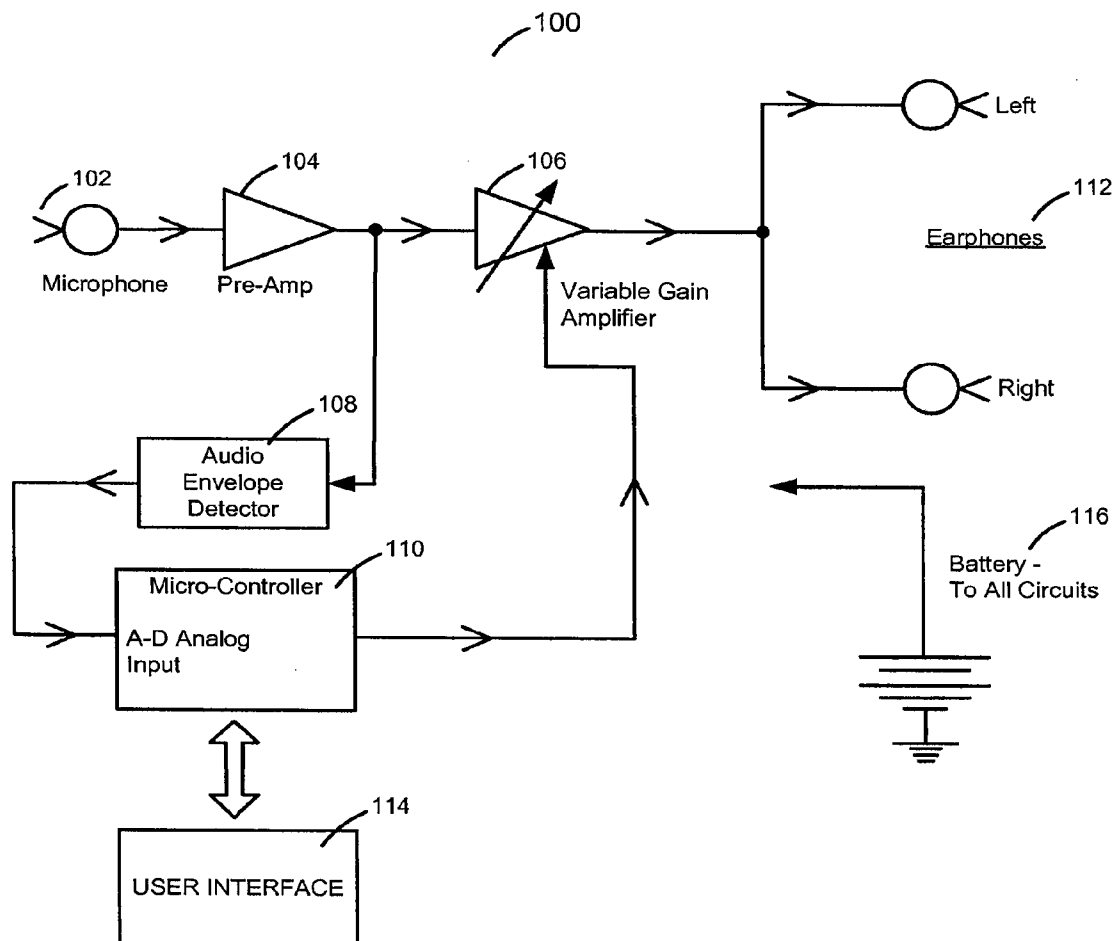 100
102
Microphone
104
Pre-Amp
106
Variable Gain
Amplifier
Left
112
Earphones
Right
108
Audio
Envelope
Detector
110
Micro-Controller
A-D Analog
Input
116
Battery -
To All Circuits
114
USER INTERFACE